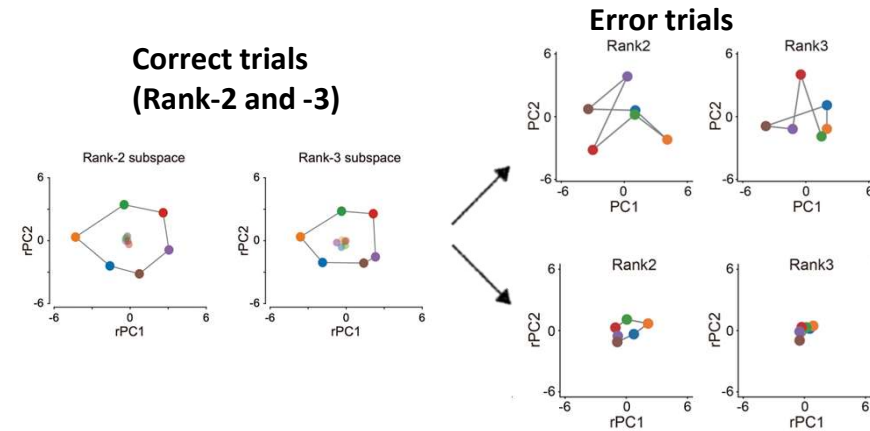 Correct trials
(Rank-2 and -3)
Rank-2 subspace
6
rPC2
0
-6
-6
0
6
rPC1
Rank-3 subspace
6
rPC2
0
-6
-6
0
6
rPC1
Error trials
Rank2
6
PC2
0
-6
-6
0
6
PC1
Rank3
6
PC2
0
-6
-6
0
6
PC1
Rank2
6
rPC2
0
-6
-6
0
6
rPC1
Rank3
6
rPC2
0
-6
-6
0
6
rPC1